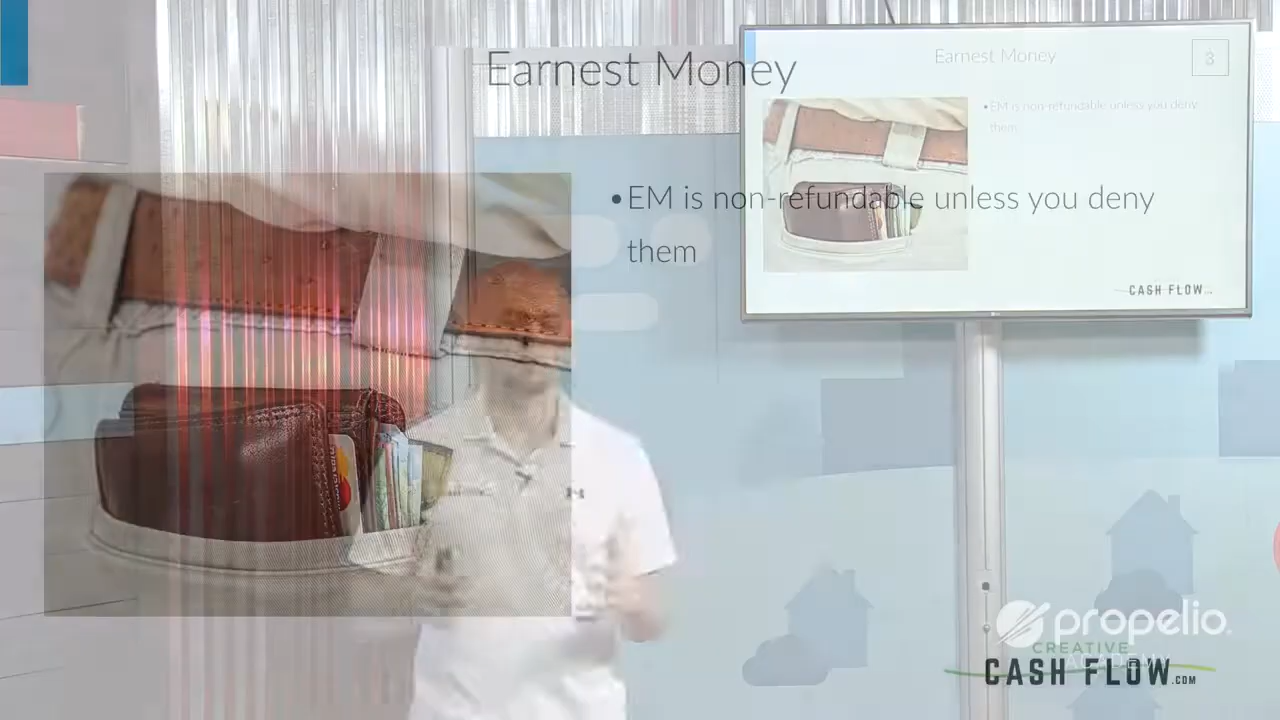 Earnest Money
•EM is non-refundable unless you deny
them
Earnest Money
3
•EM is non-refundable unless you deny
them
CASH FLOW
propelio
ACADEMY
CREATIVE
CASH FLOW.COM